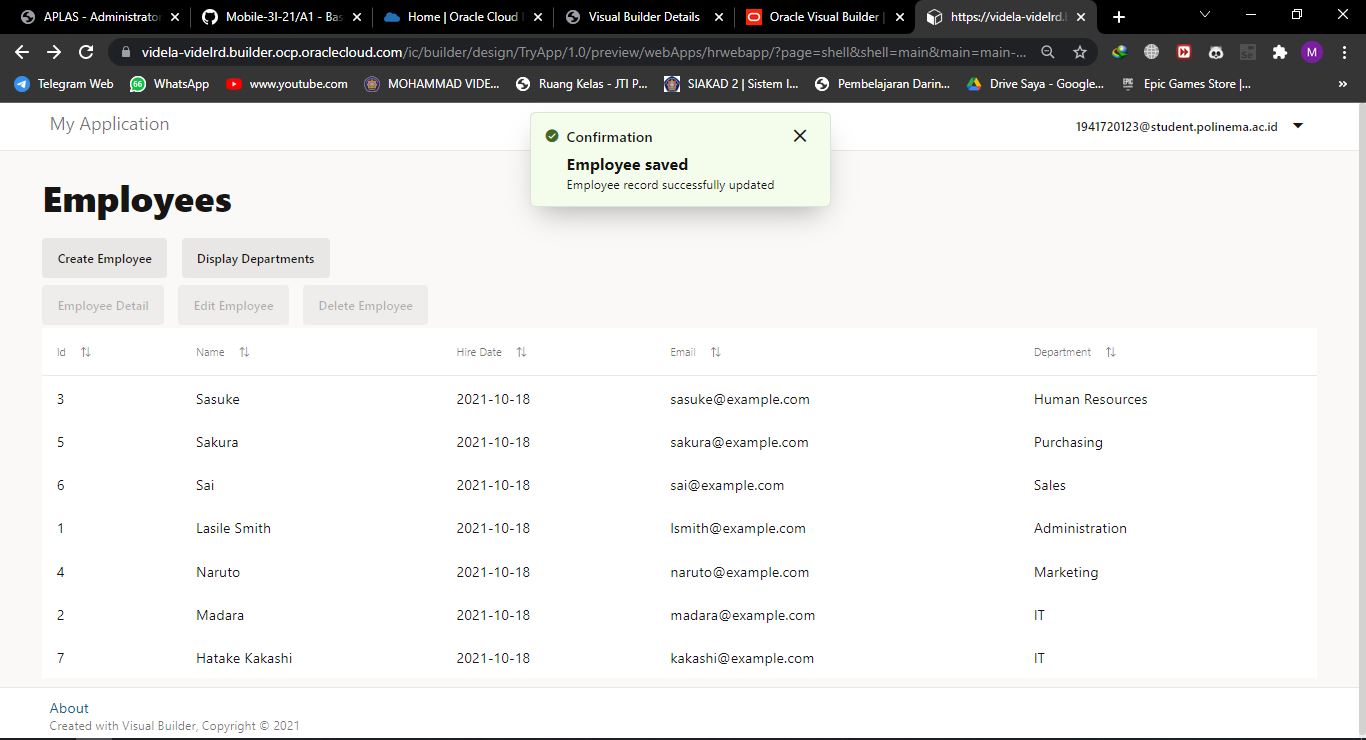 APLAS - Administrator
Mobile-3I-21/A1 - Bas
Home | Oracle Cloud
Visual Builder Details
Oracle Visual Builder |
https://videla-videlrd.b
videla-videlrd.builder.ocp.oraclecloud.com/ic/builder/design/TryApp/1.0/preview/webApps/hrwebapp/?page=shell&shell=main&main=main-...
M
Telegram Web
WhatsApp
www.youtube.com
MOHAMMAD VIDE...
Ruang Kelas - JTI P...
SIAKAD 2 | Sistem I...
Pembelajaran Darin...
Drive Saya - Google...
Epic Games Store |...
My Application
1941720123@student.polinema.ac.id
Confirmation
Employee saved
Employee record successfully updated
Employees
Create Employee Display Departments
Employee Detail Edit Employee Delete Employee
Id Name Hire Date Email Department
3 Sasuke 2021-10-18 sasuke@example.com Human Resources
5 Sakura 2021-10-18 sakura@example.com Purchasing
6 Sai 2021-10-18 sai@example.com Sales
1 Lasile Smith 2021-10-18 lsmith@example.com Administration
4 Naruto 2021-10-18 naruto@example.com Marketing
2 Madara 2021-10-18 madara@example.com IT
7 Hatake Kakashi 2021-10-18 kakashi@example.com IT
About
Created with Visual Builder, Copyright © 2021